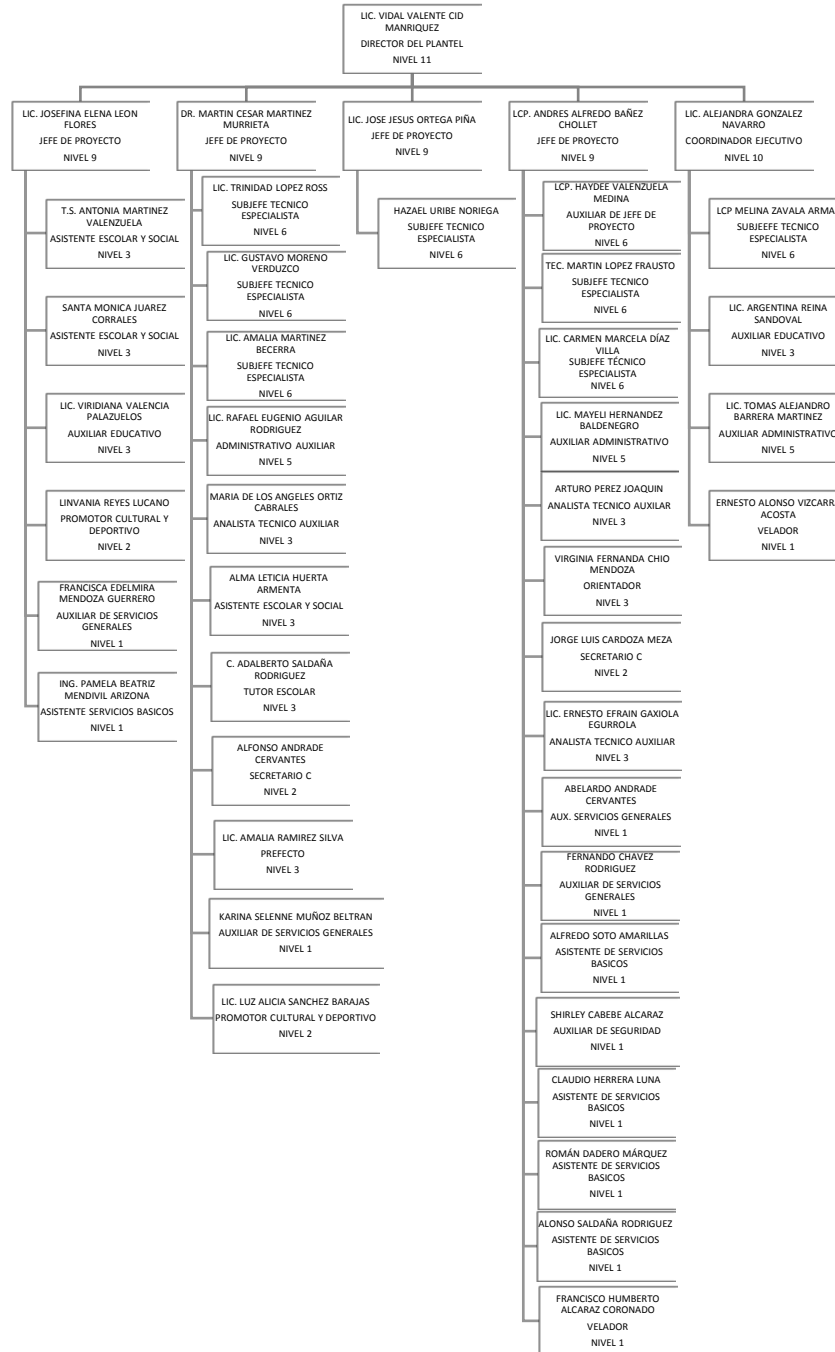 LIC. VIDAL VALENTE CID
MANRIQUEZ
DIRECTOR DEL PLANTEL
NIVEL 11
LIC. JOSEFINA ELENA LEON
FLORES
JEFE DE PROYECTO
NIVEL 9
T.S. ANTONIA MARTINEZ
VALENZUELA
ASISTENTE ESCOLAR Y SOCIAL
NIVEL 3
SANTA MONICA JUAREZ
CORRALES
ASISTENTE ESCOLAR Y SOCIAL
NIVEL 3
LIC. VIRIDIANA VALENCIA
PALAZUELOS
AUXILIAR EDUCATIVO
NIVEL 3
LINVANIA REYES LUCANO
PROMOTOR CULTURAL Y
DEPORTIVO
NIVEL 2
FRANCISCA EDELMIRA
MENDOZA GUERRERO
AUXILIAR DE SERVICIOS
GENERALES
NIVEL 1
ING. PAMELA BEATRIZ
MENDIVIL ARIZONA
ASISTENTE SERVICIOS BASICOS
NIVEL 1
DR. MARTIN CESAR MARTINEZ
MURRIETA
JEFE DE PROYECTO
NIVEL 9
LIC. TRINIDAD LOPEZ ROSS
SUBJEFE TECNICO
ESPECIALISTA
NIVEL 6
LIC. GUSTAVO MORENO
VERDUZCO
SUBJEFE TECNICO
ESPECIALISTA
NIVEL 6
LIC. AMALIA MARTINEZ
BECERRA
SUBJEFE TECNICO
ESPECIALISTA
NIVEL 6
LIC. RAFAEL EUGENIO AGUILAR
RODRIGUEZ
ADMINISTRATIVO AUXILIAR
NIVEL 5
MARIA DE LOS ANGELES ORTIZ
CABRALES
ANALISTA TECNICO AUXILIAR
NIVEL 3
ALMA LETICIA HUERTA
ARMENTA
ASISTENTE ESCOLAR Y SOCIAL
NIVEL 3
C. ADALBERTO SALDAÑA
RODRIGUEZ
TUTOR ESCOLAR
NIVEL 3
ALFONSO ANDRADE
CERVANTES
SECRETARIO C
NIVEL 2
LIC. AMALIA RAMIREZ SILVA
PREFECTO
NIVEL 3
KARINA SELENNE MUÑOZ BELTRAN
AUXILIAR DE SERVICIOS GENERALES
NIVEL 1
LIC. LUZ ALICIA SANCHEZ BARAJAS
PROMOTOR CULTURAL Y DEPORTIVO
NIVEL 2
LIC. JOSE JESUS ORTEGA PIÑA
JEFE DE PROYECTO
NIVEL 9
HAZAEL URIBE NORIEGA
SUBJEFE TECNICO
ESPECIALISTA
NIVEL 6
LCP. ANDRES ALFREDO BAÑEZ
CHOLLET
JEFE DE PROYECTO
NIVEL 9
LCP. HAYDEE VALENZUELA
MEDINA
AUXILIAR DE JEFE DE
PROYECTO
NIVEL 6
TEC. MARTIN LOPEZ FRAUSTO
SUBJEFE TECNICO
ESPECIALISTA
NIVEL 6
LIC. CARMEN MARCELA DÍAZ
VILLA
SUBJEFE TÉCNICO
ESPECIALISTA
NIVEL 6
LIC. MAYELI HERNANDEZ
BALDENEGRO
AUXILIAR ADMINISTRATIVO
NIVEL 5
ARTURO PEREZ JOAQUIN
ANALISTA TECNICO AUXILAR
NIVEL 3
VIRGINIA FERNANDA CHIO
MENDOZA
ORIENTADOR
NIVEL 3
JORGE LUIS CARDOZA MEZA
SECRETARIO C
NIVEL 2
LIC. ERNESTO EFRAIN GAXIOLA
EGURROLA
ANALISTA TECNICO AUXILIAR
NIVEL 3
ABELARDO ANDRADE
CERVANTES
AUX. SERVICIOS GENERALES
NIVEL 1
FERNANDO CHAVEZ
RODRIGUEZ
AUXILIAR DE SERVICIOS
GENERALES
NIVEL 1
ALFREDO SOTO AMARILLAS
ASISTENTE DE SERVICIOS
BASICOS
NIVEL 1
SHIRLEY CABEBE ALCARAZ
AUXILIAR DE SEGURIDAD
NIVEL 1
CLAUDIO HERRERA LUNA
ASISTENTE DE SERVICIOS
BASICOS
NIVEL 1
ROMÁN DADERO MÁRQUEZ
ASISTENTE DE SERVICIOS
BASICOS
NIVEL 1
ALONSO SALDAÑA RODRIGUEZ
ASISTENTE DE SERVICIOS
BASICOS
NIVEL 1
FRANCISCO HUMBERTO
ALCARAZ CORONADO
VELADOR
NIVEL 1
LIC. ALEJANDRA GONZALEZ
NAVARRO
COORDINADOR EJECUTIVO
NIVEL 10
LCP MELINA ZAVALA ARMA
SUBJEEFE TECNICO
ESPECIALISTA
NIVEL 6
LIC. ARGENTINA REINA
SANDOVAL
AUXILIAR EDUCATIVO
NIVEL 3
LIC. TOMAS ALEJANDRO
BARRERA MARTINEZ
AUXILIAR ADMINISTRATIVO
NIVEL 5
ERNESTO ALONSO VIZCARR
ACOSTA
VELADOR
NIVEL 1